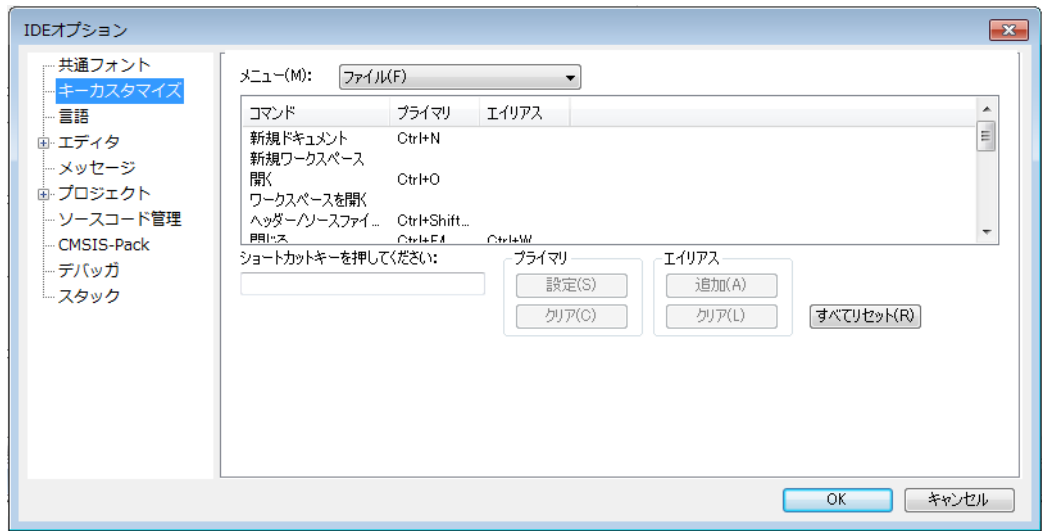 IDEオプション
共通フォント
キーカスタマイズ
言語
エディタ
メッセージ
プロジェクト
ソースコード管理
CMSIS-Pack
デバッガ
スタック
メニュー(M): ファイル(F)
コマンド プライマリ エイリアス
新規ドキュメント Ctrl+N
新規ワークスペース
開く Ctrl+O
ワークスペースを開く
ヘッダー/ソースファイ... Ctrl+Shift...
閉じる Ctrl+F4 Ctrl+W
ショートカットキーを押してください: プライマリ エイリアス
設定(S) 追加(A)
クリア(C) クリア(L) すべてリセット(R)
OK キャンセル